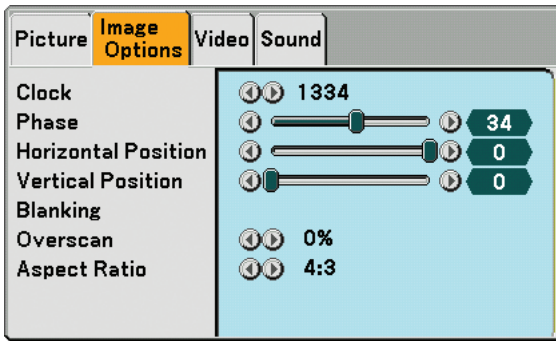 Picture Image Options Video Sound
Clock 1334
Phase 34
Horizontal Position 0
Vertical Position 0
Blanking
Overscan 0%
Aspect Ratio 4:3